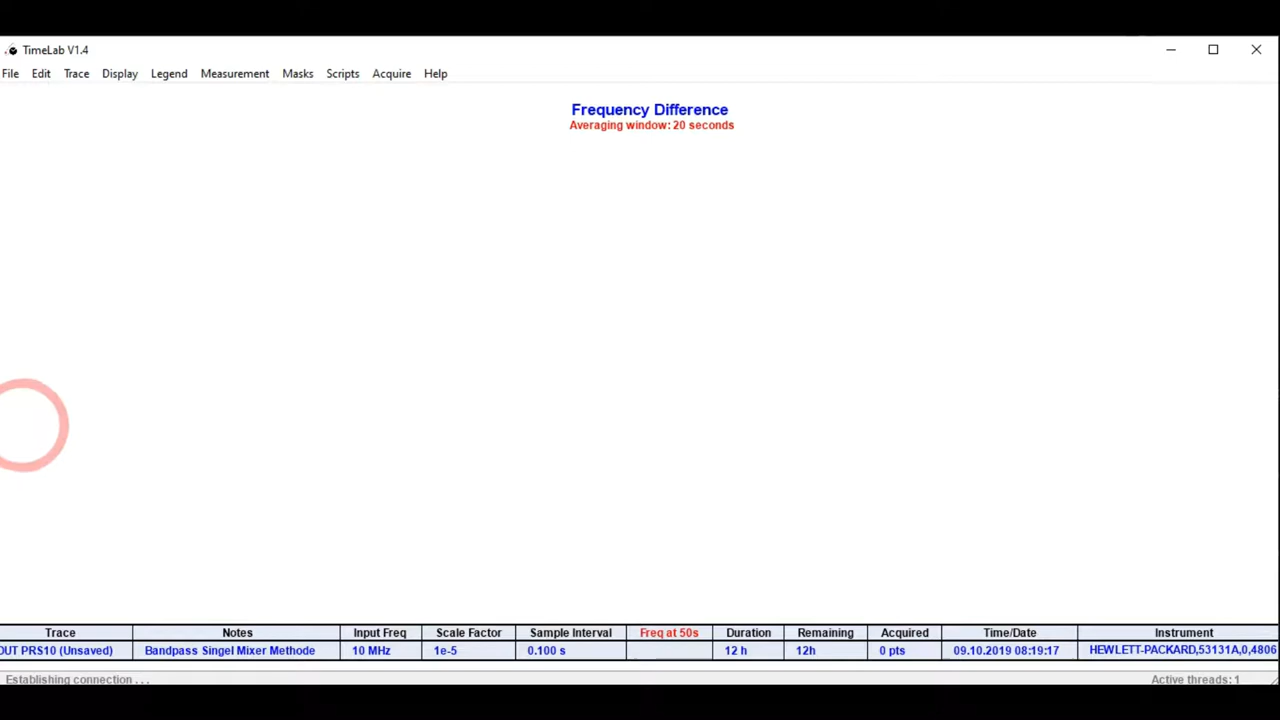 TimeLab V1.4
File Edit Trace Display Legend Measurement Masks Scripts Acquire Help
Frequency Difference
Averaging window: 20 seconds
Trace Notes Input Freq Scale Factor Sample Interval Freq at 50s Duration Remaining Acquired Time/Date Instrument
OUT PRS10 (Unsaved) Bandpass Singel Mixer Methode 10 MHz 1e-5 0.100 s 12 h 12h 0 pts 09.10.2019 08:19:17 HEWLETT-PACKARD,53131A,0,4806
Establishing connection . . . Active threads: 1